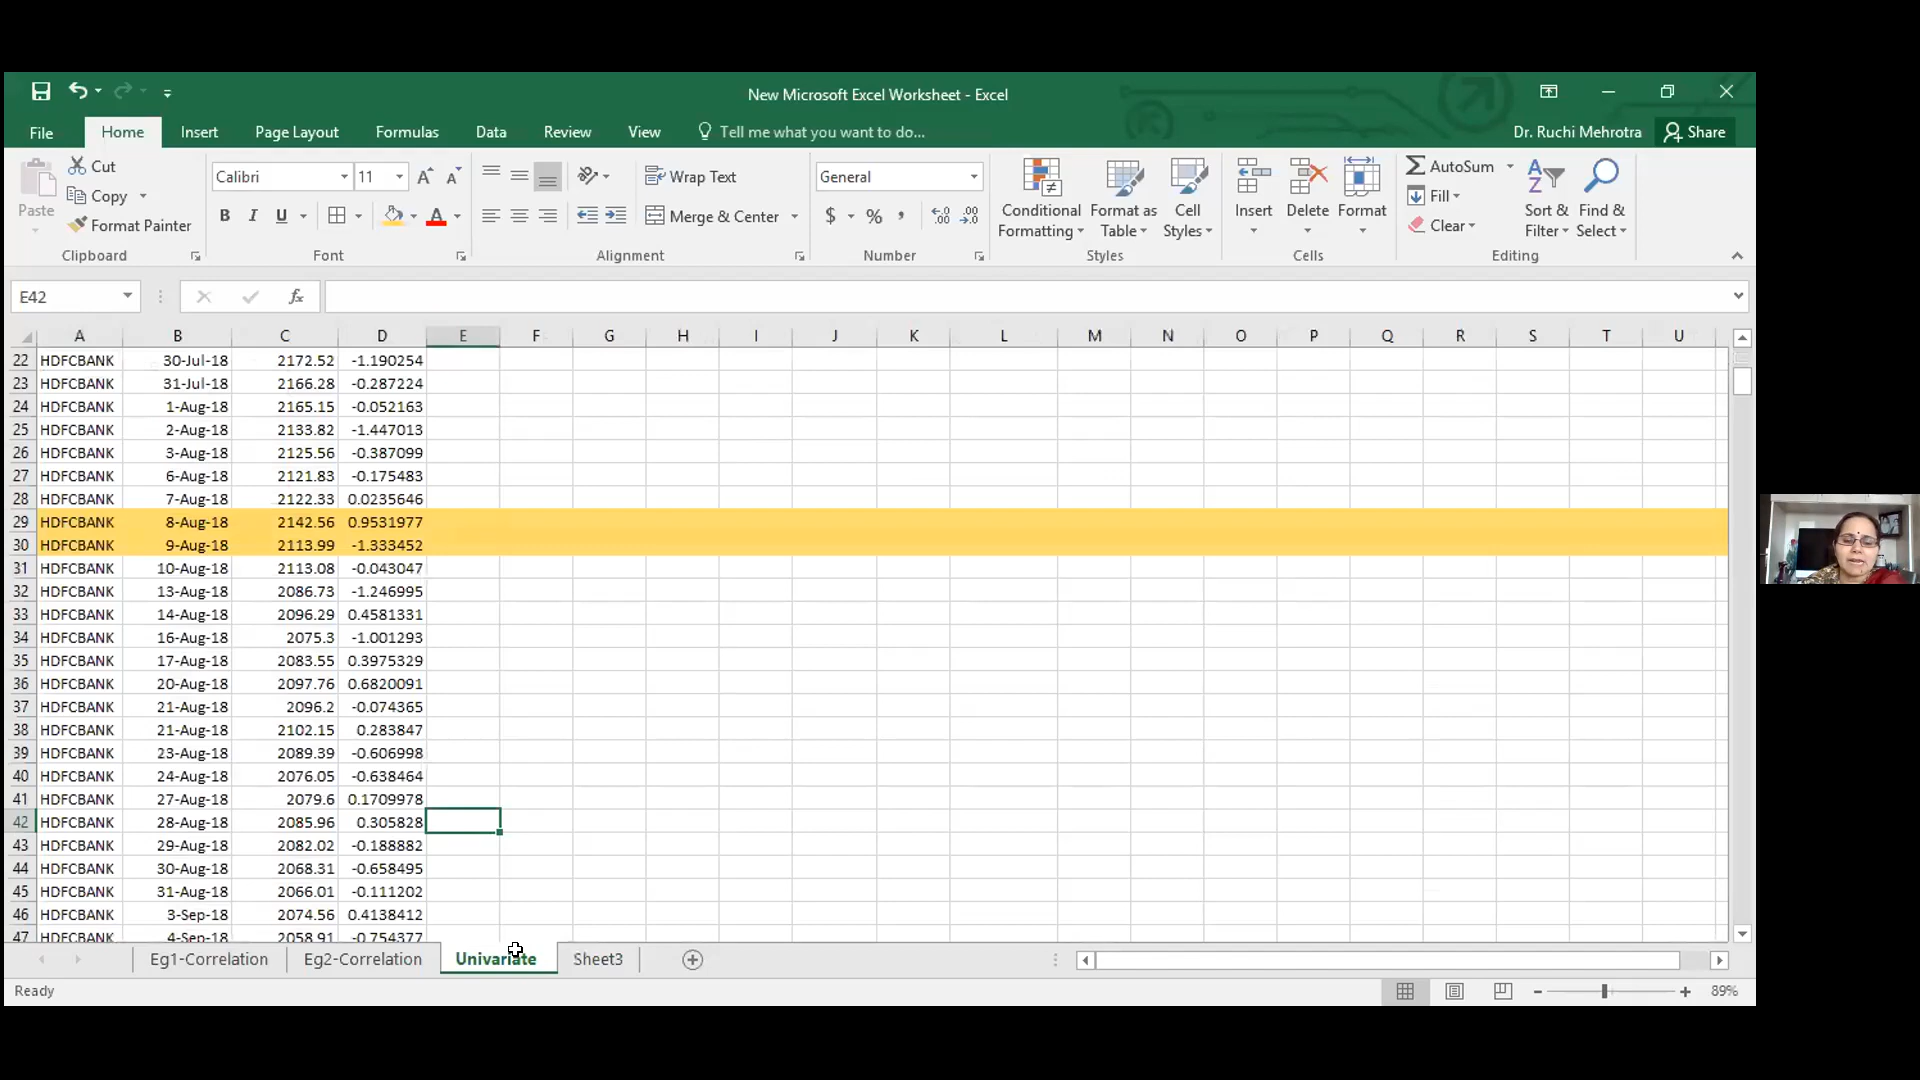 New Microsoft Excel Worksheet - Excel
File Home Insert Page Layout Formulas Data Review View Tell me what you want to do... Dr. Ruchi Mehrotra Share
Cut Calibri 11 Wrap Text General AutoSum
Copy Fill
Paste Format Painter B I U Merge & Center $ % , Conditional Formatting Format as Table Cell Styles Insert Delete Format Clear Sort & Filter Find & Select
Clipboard Font Alignment Number Styles Cells Editing
E42 fx
A B C D E F G H I J K L M N O P Q R S T U
22 HDFCBANK 30-Jul-18 2172.52 -1.190254
23 HDFCBANK 31-Jul-18 2166.28 -0.287224
24 HDFCBANK 1-Aug-18 2165.15 -0.052163
25 HDFCBANK 2-Aug-18 2133.82 -1.447013
26 HDFCBANK 3-Aug-18 2125.56 -0.387099
27 HDFCBANK 6-Aug-18 2121.83 -0.175483
28 HDFCBANK 7-Aug-18 2122.33 0.0235646
29 HDFCBANK 8-Aug-18 2142.56 0.9531977
30 HDFCBANK 9-Aug-18 2113.99 -1.333452
31 HDFCBANK 10-Aug-18 2113.08 -0.043047
32 HDFCBANK 13-Aug-18 2086.73 -1.246995
33 HDFCBANK 14-Aug-18 2096.29 0.4581331
34 HDFCBANK 16-Aug-18 2075.3 -1.001293
35 HDFCBANK 17-Aug-18 2083.55 0.3975329
36 HDFCBANK 20-Aug-18 2097.76 0.6820091
37 HDFCBANK 21-Aug-18 2096.2 -0.074365
38 HDFCBANK 21-Aug-18 2102.15 0.283847
39 HDFCBANK 23-Aug-18 2089.39 -0.606998
40 HDFCBANK 24-Aug-18 2076.05 -0.638464
41 HDFCBANK 27-Aug-18 2079.6 0.1709978
42 HDFCBANK 28-Aug-18 2085.96 0.305828
43 HDFCBANK 29-Aug-18 2082.02 -0.188882
44 HDFCBANK 30-Aug-18 2068.31 -0.658495
45 HDFCBANK 31-Aug-18 2066.01 -0.111202
46 HDFCBANK 3-Sep-18 2074.56 0.4138412
47 HDFCBANK 4-Sep-18 2058.91 -0.754377
Eg1-Correlation Eg2-Correlation Univariate Sheet3
Ready 89%